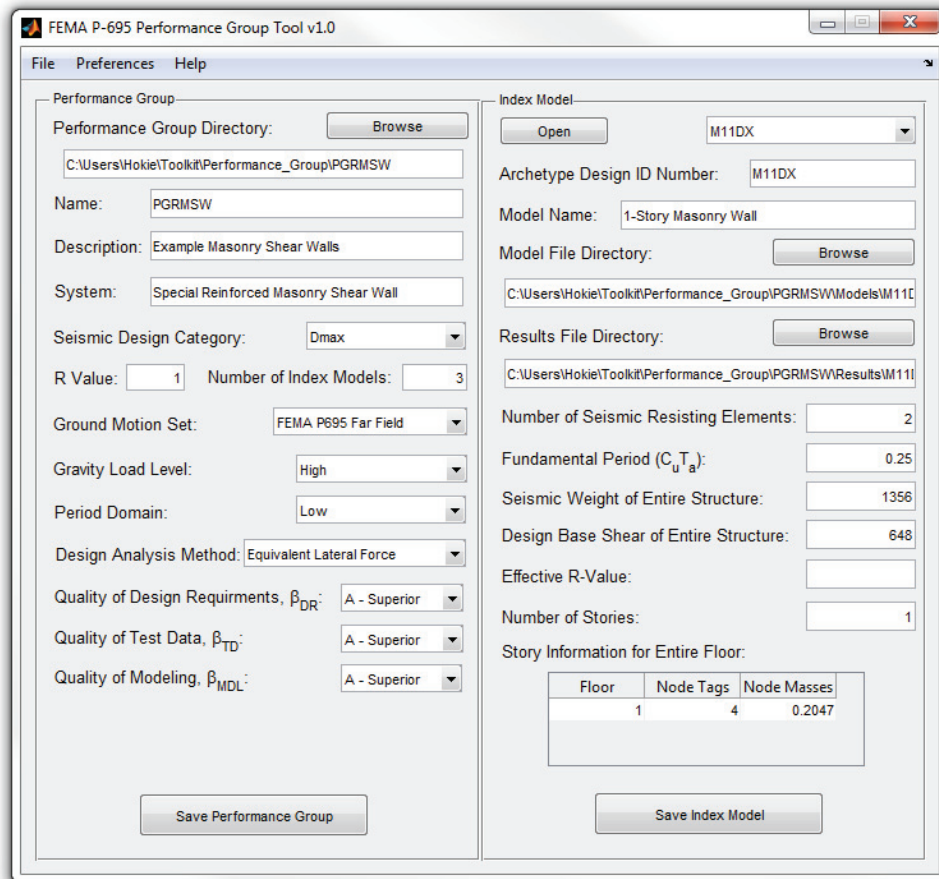 FEMA P-695 Performance Group Tool v1.0
File Preferences Help
Performance Group
Performance Group Directory: Browse
C:\Users\Hokie\Toolkit\Performance_Group\PGRMSW
Name: PGRMSW
Description: Example Masonry Shear Walls
System: Special Reinforced Masonry Shear Wall
Seismic Design Category: Dmax
R Value: 1 Number of Index Models: 3
Ground Motion Set: FEMA P695 Far Field
Gravity Load Level: High
Period Domain: Low
Design Analysis Method: Equivalent Lateral Force
Quality of Design Requirments, βDR: A - Superior
Quality of Test Data, βTD: A - Superior
Quality of Modeling, βMDL: A - Superior
Save Performance Group
Index Model
Open M11DX
Archetype Design ID Number: M11DX
Model Name: 1-Story Masonry Wall
Model File Directory: Browse
C:\Users\Hokie\Toolkit\Performance_Group\PGRMSW\Models\M11D
Results File Directory: Browse
C:\Users\Hokie\Toolkit\Performance_Group\PGRMSW\Results\M11
Number of Seismic Resisting Elements: 2
Fundamental Period (CuTa): 0.25
Seismic Weight of Entire Structure: 1356
Design Base Shear of Entire Structure: 648
Effective R-Value:
Number of Stories: 1
Story Information for Entire Floor:
Floor Node Tags Node Masses
1 4 0.2047
Save Index Model